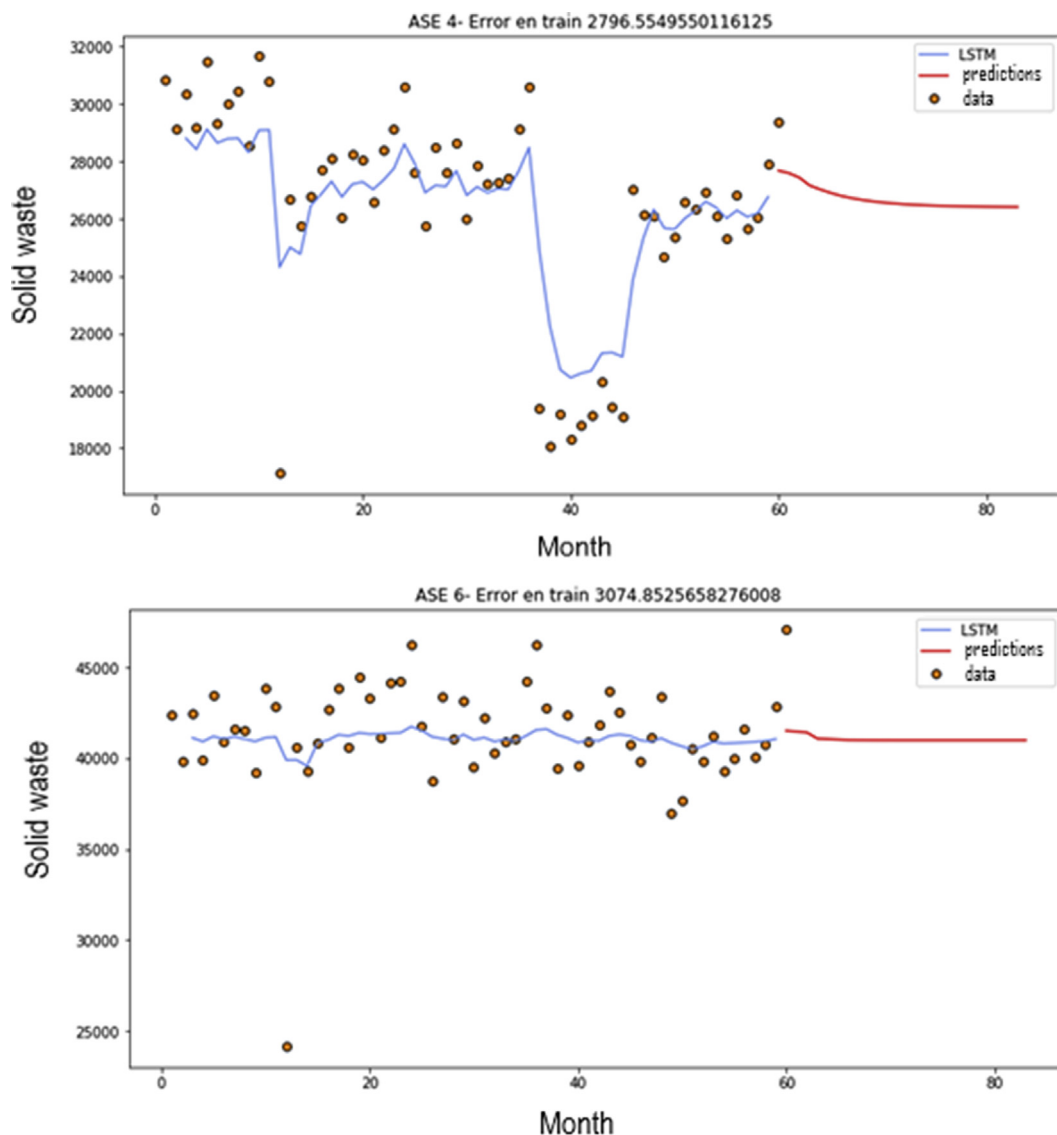 ASE 4- Error en train 2796.5549550116125
32000
30000
28000
26000
24000
22000
20000
18000
Solid waste
LSTM
predictions
data
0
20
40
60
80
Month
ASE 6- Error en train 3074.8525658276008
45000
40000
35000
30000
25000
Solid waste
LSTM
predictions
data
0
20
40
60
80
Month